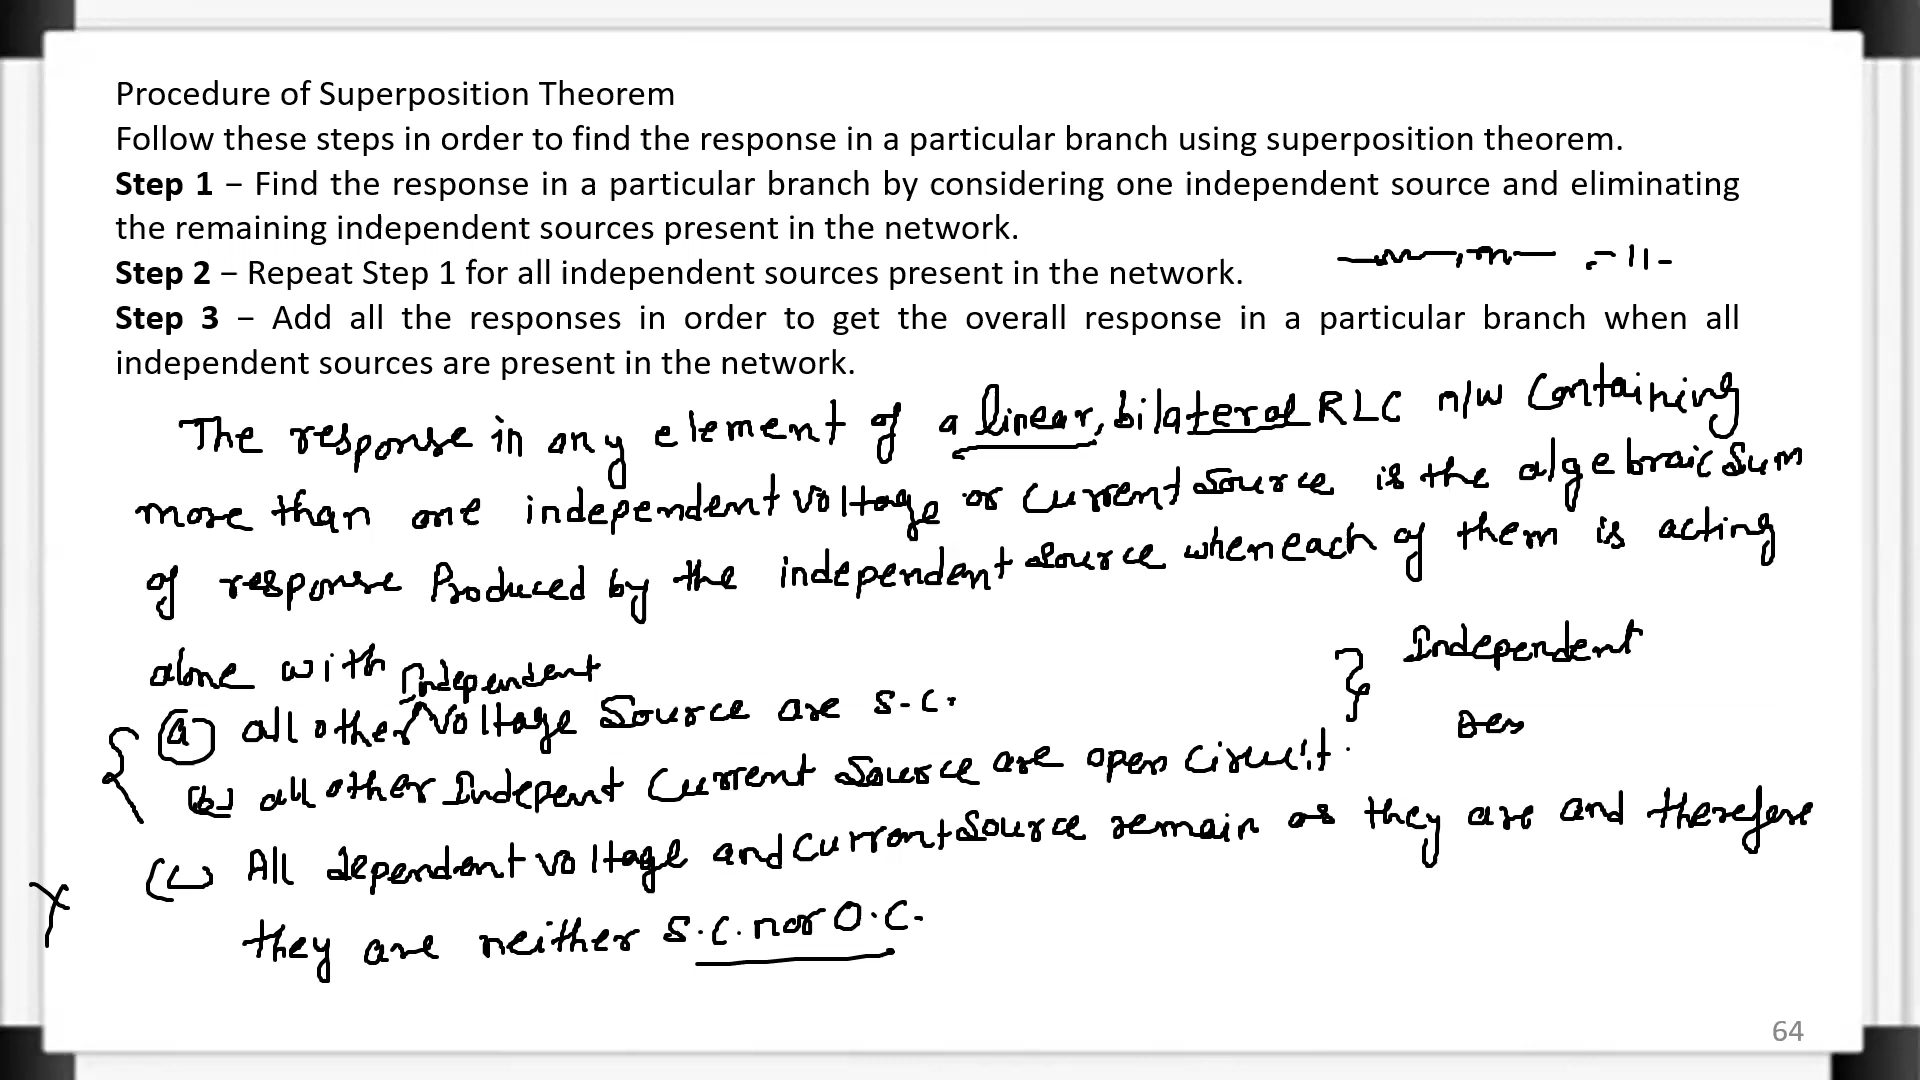 Procedure of Superposition Theorem
Follow these steps in order to find the response in a particular branch using superposition theorem.
Step 1 − Find the response in a particular branch by considering one independent source and eliminating
the remaining independent sources present in the network.
Step 2 − Repeat Step 1 for all independent sources present in the network.
Step 3 − Add all the responses in order to get the overall response in a particular branch when all
independent sources are present in the network.
The response in any element of a linear, bilateral RLC n/w Containing
more than one independent voltage or current source is the algebraic sum
of response Produced by the independent source when each of them is acting
alone with
Independent
(a) all other Voltage Source are S.C.
(b) all other Indepent Current Source are open circuit.
Independent
Dep
(c) All dependent voltage and current source remain as they are and therefore
they are neither S.C. nor O.C.
64